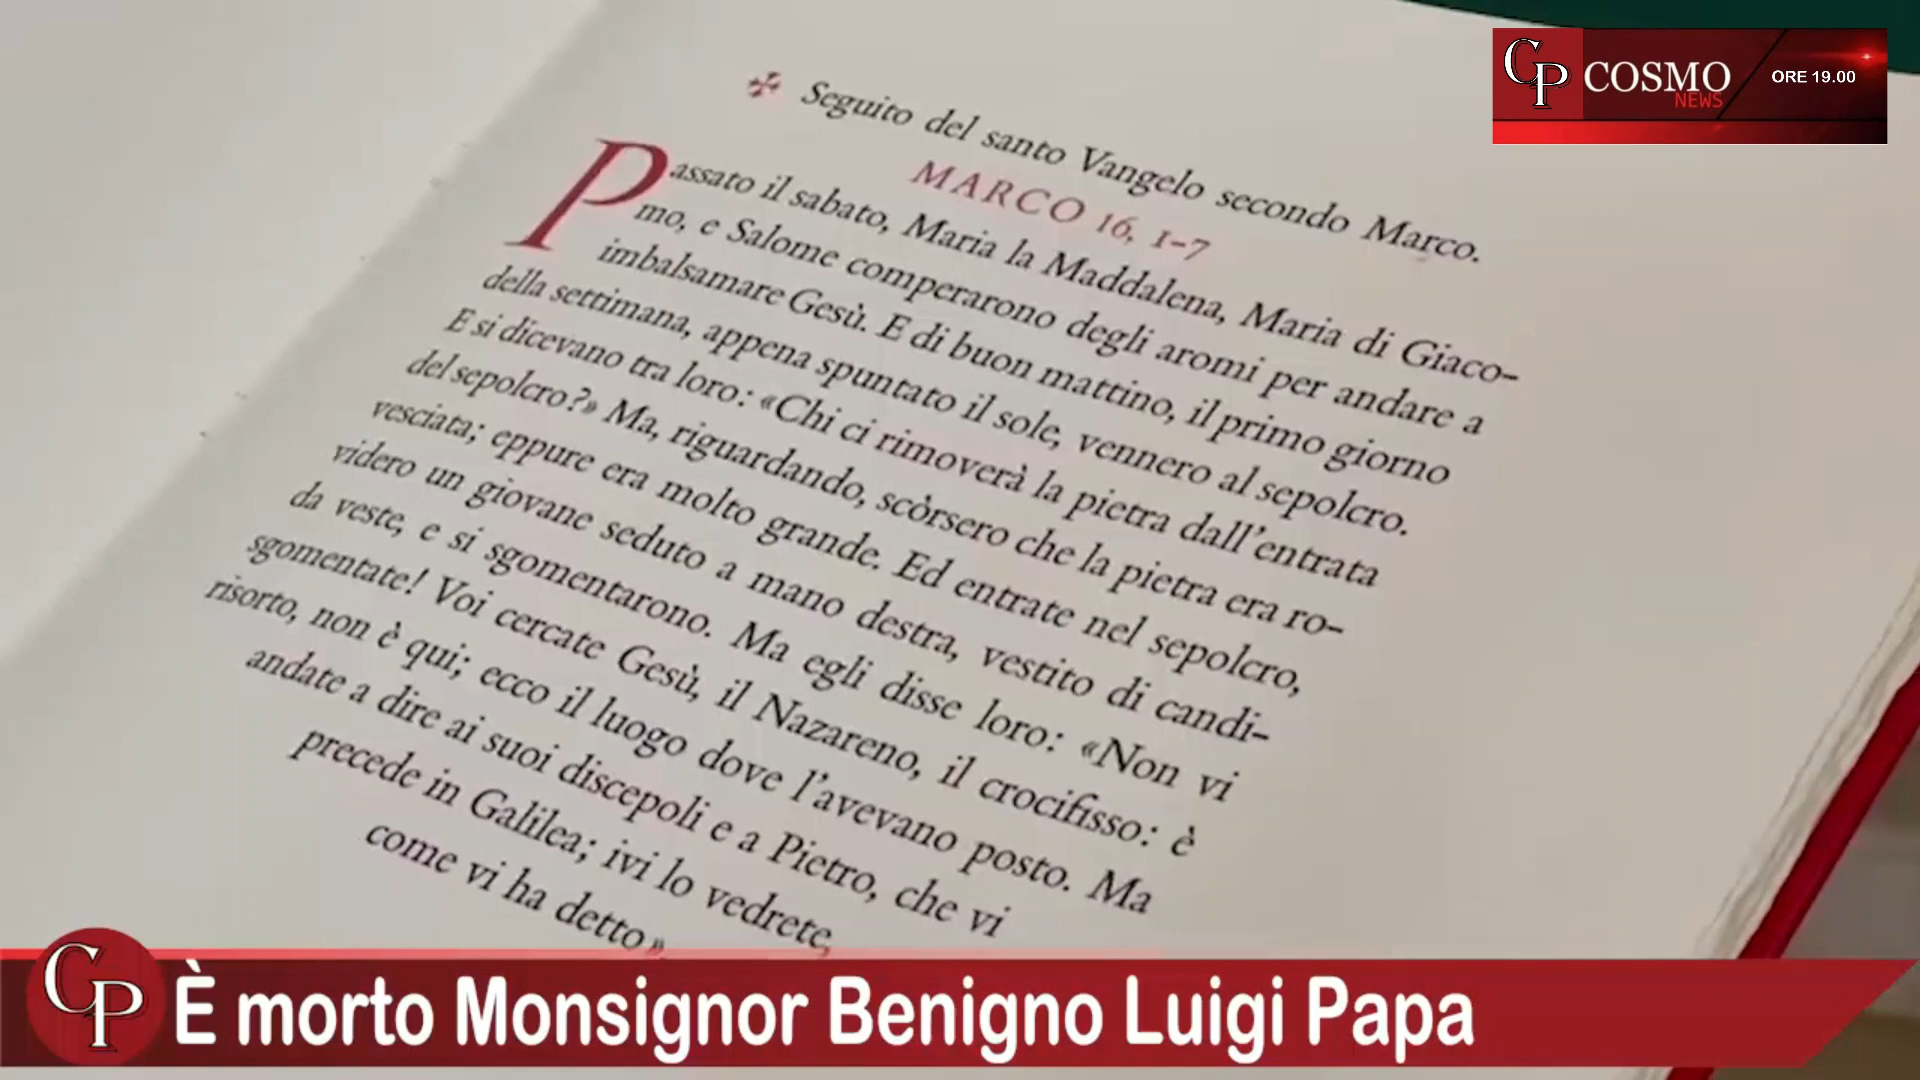 ✠ Seguito del santo Vangelo secondo Marco.
MARCO 16, 1-7
Passato il sabato, Maria la Maddalena, Maria di Giaco-
mo, e Salome comperarono degli aromi per andare a
imbalsamare Gesù. E di buon mattino, il primo giorno
della settimana, appena spuntato il sole, vennero al sepolcro.
E si dicevano tra loro: «Chi ci rimoverà la pietra dall'entrata
del sepolcro?» Ma, riguardando, scòrsero che la pietra era ro-
vesciata; eppure era molto grande. Ed entrate nel sepolcro,
videro un giovane seduto a mano destra, vestito di candi-
da veste, e si sgomentarono. Ma egli disse loro: «Non vi
sgomentate! Voi cercate Gesù, il Nazareno, il crocifisso: è
risorto, non è qui; ecco il luogo dove l'avevano posto. Ma
andate a dire ai suoi discepoli e a Pietro, che vi
precede in Galilea; ivi lo vedrete,
come vi ha detto».
CP COSMO
NEWS
ORE 19.00
CP È morto Monsignor Benigno Luigi Papa